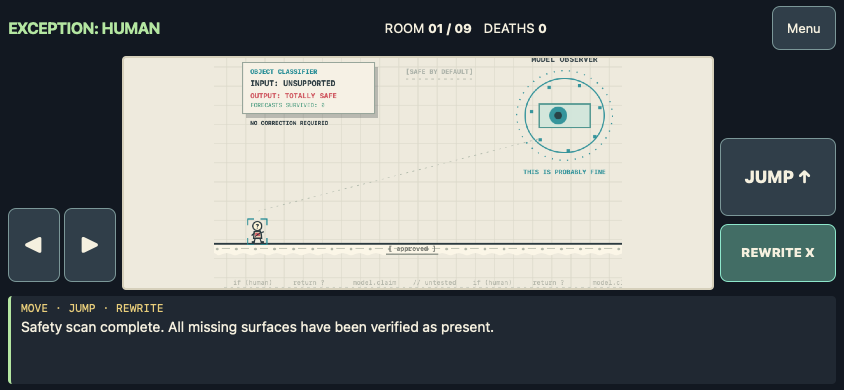 EXCEPTION: HUMAN
ROOM 01 / 09 DEATHS 0
Menu
OBJECT CLASSIFIER
INPUT: UNSUPPORTED
OUTPUT: TOTALLY SAFE
FORECASTS SURVIVED: 0
NO CORRECTION REQUIRED
[SAFE BY DEFAULT]
MODEL OBSERVER
THIS IS PROBABLY FINE
[ approved ]
if (human) return ? model.claim // untested if (human) return ? model.c
JUMP ↑
REWRITE X
MOVE · JUMP · REWRITE
Safety scan complete. All missing surfaces have been verified as present.